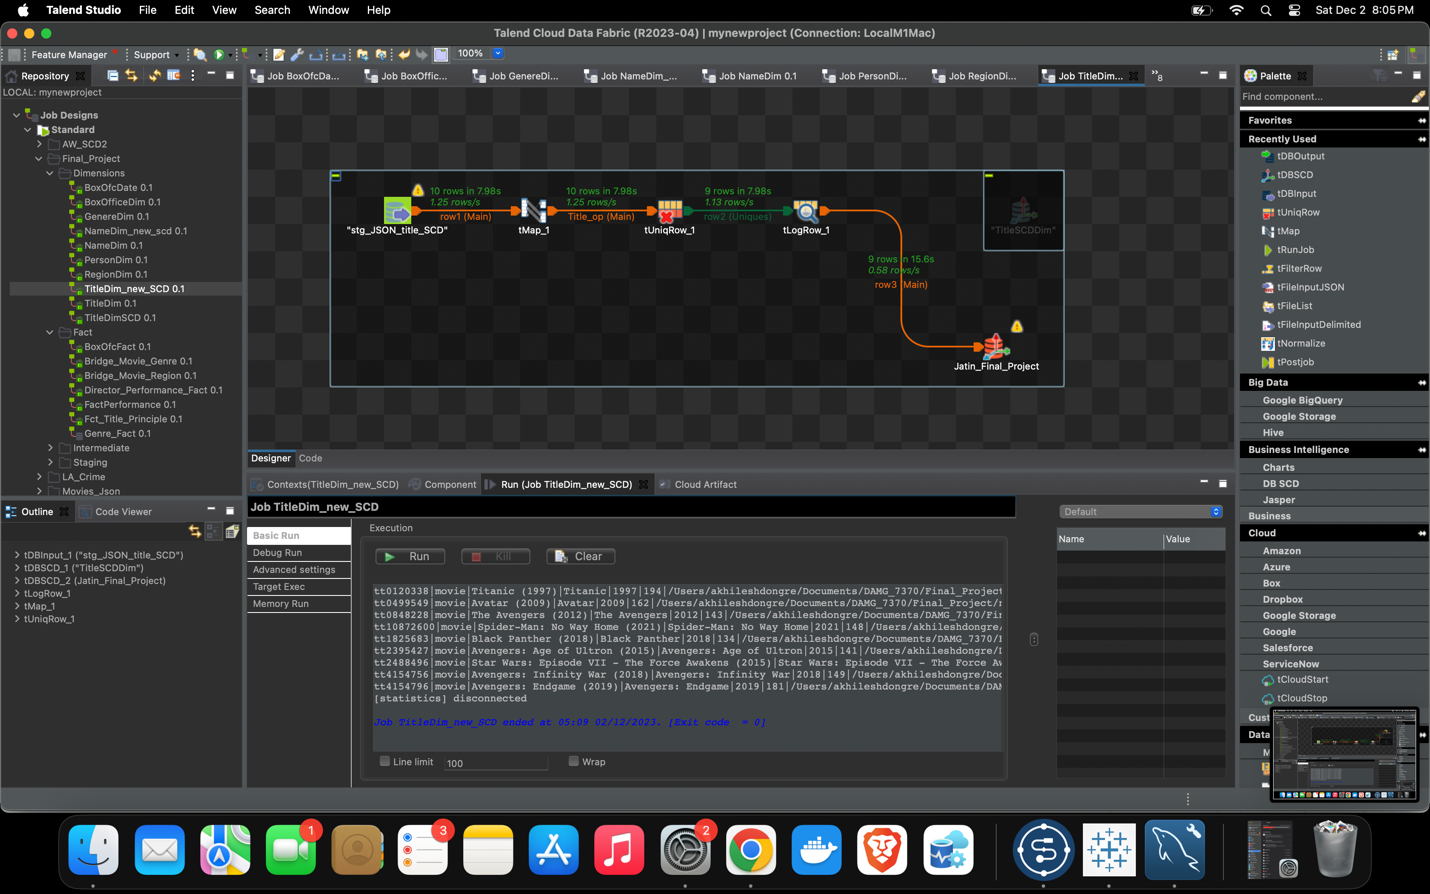 Talend Studio File Edit View Search Window Help Sat Dec 2 8:05 PM
Talend Cloud Data Fabric (R2023-04) | mynewproject (Connection: LocalM1Mac)
Feature Manager Support 100%
Repository
LOCAL: mynewproject
Job Designs
Standard
AW_SCD2
Final_Project
Dimensions
BoxOfcDate 0.1
BoxOfficeDim 0.1
GenereDim 0.1
NameDim_new_scd 0.1
NameDim 0.1
PersonDim 0.1
RegionDim 0.1
TitleDim_new_SCD 0.1
TitleDim 0.1
TitleDimSCD 0.1
Fact
BoxOfcFact 0.1
Bridge_Movie_Genre 0.1
Bridge_Movie_Region 0.1
Director_Performance_Fact 0.1
FactPerformance 0.1
Fct_Title_Principle 0.1
Genre_Fact 0.1
Intermediate
Staging
LA_Crime
Movies_Json
Outline Code Viewer
tDBInput_1 ("stg_JSON_title_SCD")
tDBSCD_1 ("TitleSCDDim")
tDBSCD_2 (Jatin_Final_Project)
tLogRow_1
tMap_1
tUniqRow_1
Job BoxOfcDa... Job BoxOffic... Job GenereDi... Job NameDim_... Job NameDim 0.1 Job PersonDi... Job RegionDi... Job TitleDim... »8
10 rows in 7.98s
1.25 rows/s
row1 (Main)
10 rows in 7.98s
1.25 rows/s
Title_op (Main)
9 rows in 7.98s
1.13 rows/s
row2 (Uniques)
"stg_JSON_title_SCD" tMap_1 tUniqRow_1 tLogRow_1 "TitleSCDDim"
9 rows in 15.6s
0.58 rows/s
row3 (Main)
Jatin_Final_Project
Designer Code
Contexts(TitleDim_new_SCD) Component Run (Job TitleDim_new_SCD) Cloud Artifact
Job TitleDim_new_SCD
Basic Run
Debug Run
Advanced settings
Target Exec
Memory Run
Execution
Run Kill Clear
tt0120338|movie|Titanic (1997)|Titanic|1997|194|/Users/akhileshdongre/Documents/DAMG_7370/Final_Project
tt0499549|movie|Avatar (2009)|Avatar|2009|162|/Users/akhileshdongre/Documents/DAMG_7370/Final_Project/
tt0848228|movie|The Avengers (2012)|The Avengers|2012|143|/Users/akhileshdongre/Documents/DAMG_7370/
tt10872600|movie|Spider-Man: No Way Home (2021)|Spider-Man: No Way Home|2021|148|/Users/akhileshdongre/
tt1825683|movie|Black Panther (2018)|Black Panther|2018|134|/Users/akhileshdongre/Documents/DAMG_7370/
tt2395427|movie|Avengers: Age of Ultron (2015)|Avengers: Age of Ultron|2015|141|/Users/akhileshdongre/
tt2488496|movie|Star Wars: Episode VII - The Force Awakens (2015)|Star Wars: Episode VII - The Force Aw
tt4154756|movie|Avengers: Infinity War (2018)|Avengers: Infinity War|2018|149|/Users/akhileshdongre/
tt4154796|movie|Avengers: Endgame (2019)|Avengers: Endgame|2019|181|/Users/akhileshdongre/Documents/DAM
[statistics] disconnected
Job TitleDim_new_SCD ended at 05:09 02/12/2023. [Exit code = 0]
Line limit 100 Wrap
Default
Name Value
Palette
Find component...
Favorites
Recently Used
tDBOutput
tDBSCD
tDBInput
tUniqRow
tMap
tRunJob
tFilterRow
tFileInputJSON
tFileList
tFileInputDelimited
tNormalize
tPostjob
Big Data
Google BigQuery
Google Storage
Hive
Business Intelligence
Charts
DB SCD
Jasper
Business
Cloud
Amazon
Azure
Box
Dropbox
Google Storage
Google
Salesforce
ServiceNow
tCloudStart
tCloudStop
Cust
Data
1 3 2